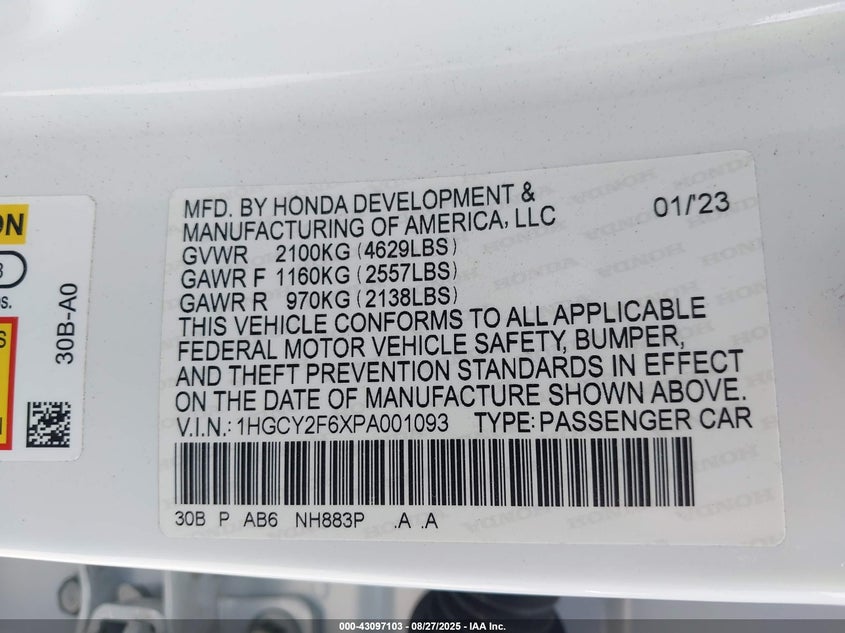 MFD. BY HONDA DEVELOPMENT &
MANUFACTURING OF AMERICA, LLC
01/'23
GVWR 2100KG (4629LBS)
GAWR F 1160KG (2557LBS)
GAWR R 970KG (2138LBS)
THIS VEHICLE CONFORMS TO ALL APPLICABLE
FEDERAL MOTOR VEHICLE SAFETY, BUMPER,
AND THEFT PREVENTION STANDARDS IN EFFECT
ON THE DATE OF MANUFACTURE SHOWN ABOVE.
V.I.N.: 1HGCY2F6XPA001093 TYPE: PASSENGER CAR
30B P AB6 NH883P .A .A
30B-A0
HONDA
000-43097103 - 08/27/2025 - IAA Inc.